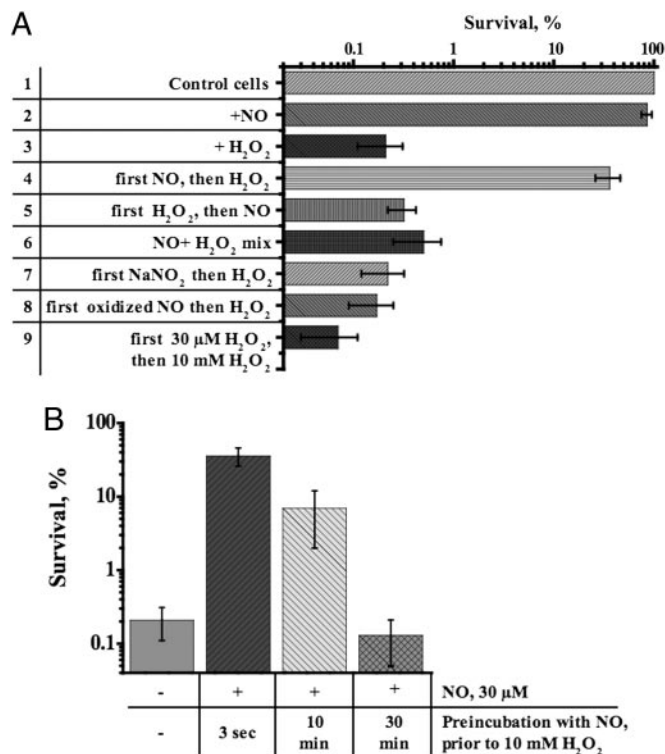 A
Survival, %
0.1 1 10 100
1 Control cells
2 +NO
3 + H₂O₂
4 first NO, then H₂O₂
5 first H₂O₂, then NO
6 NO+ H₂O₂ mix
7 first NaNO₂ then H₂O₂
8 first oxidized NO then H₂O₂
9 first 30 µM H₂O₂,
then 10 mM H₂O₂
B
Survival, %
100
10
1
0.1
- + + + NO, 30 µM
- 3 sec 10 min 30 min Preincubation with NO,
prior to 10 mM H₂O₂